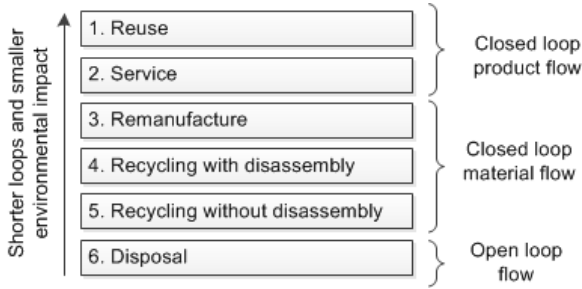 Shorter loops and smaller
environmental impact
1. Reuse
2. Service
3. Remanufacture
4. Recycling with disassembly
5. Recycling without disassembly
6. Disposal
Closed loop
product flow
Closed loop
material flow
Open loop
flow